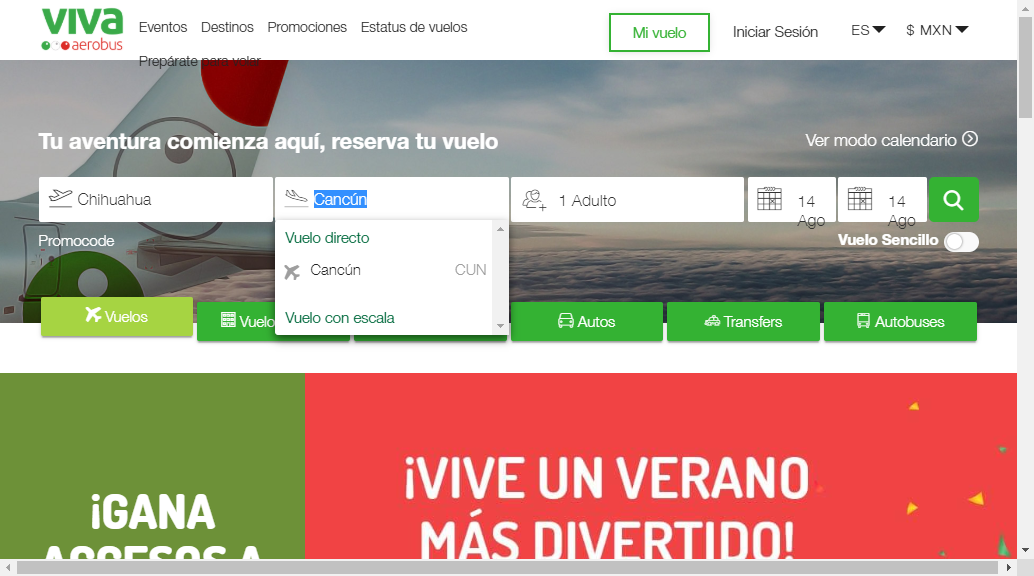 viva
aerobus
Eventos Destinos Promociones Estatus de vuelos
Prepárate para volar
Mi vuelo
Iniciar Sesión
ES
$ MXN
Tu aventura comienza aquí, reserva tu vuelo
Ver modo calendario
Chihuahua
Cancún
1 Adulto
14
Ago
14
Ago
Promocode
Vuelo Sencillo
Vuelo directo
Cancún CUN
Vuelo con escala
Vuelos
Vuelo
Autos
Transfers
Autobuses
¡GANA
ACCESOS A
¡VIVE UN VERANO
MÁS DIVERTIDO!